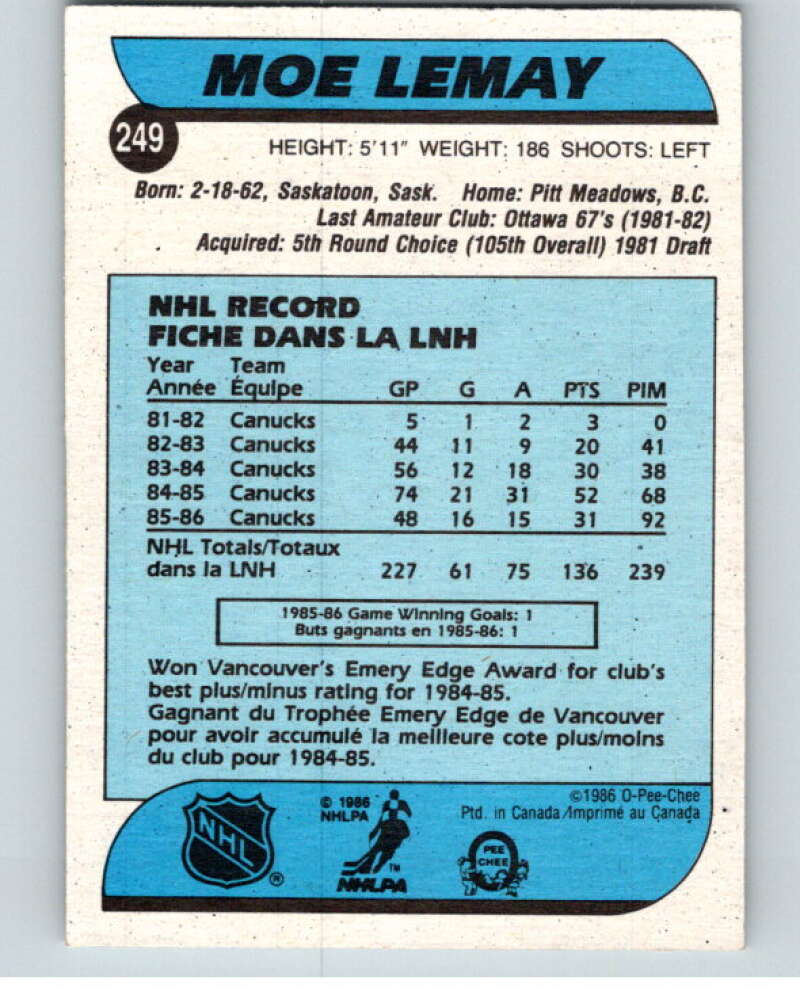 MOE LEMAY
249
HEIGHT: 5'11" WEIGHT: 186 SHOOTS: LEFT
Born: 2-18-62, Saskatoon, Sask. Home: Pitt Meadows, B.C.
Last Amateur Club: Ottawa 67's (1981-82)
Acquired: 5th Round Choice (105th Overall) 1981 Draft
NHL RECORD
FICHE DANS LA LNH
Year Team
Année Équipe GP G A PTS PIM
81-82 Canucks 5 1 2 3 0
82-83 Canucks 44 11 9 20 41
83-84 Canucks 56 12 18 30 38
84-85 Canucks 74 21 31 52 68
85-86 Canucks 48 16 15 31 92
NHL Totals/Totaux
dans la LNH 227 61 75 136 239
1985-86 Game Winning Goals: 1
Buts gagnants en 1985-86: 1
Won Vancouver's Emery Edge Award for club's
best plus/minus rating for 1984-85.
Gagnant du Trophée Emery Edge de Vancouver
pour avoir accumulé la meilleure cote plus/moins
du club pour 1984-85.
©1986 O-Pee-Chee
Ptd. in Canada/Imprimé au Canada
© 1986
NHLPA
NHL
®
TM
NHLPA
PEE
CHEE